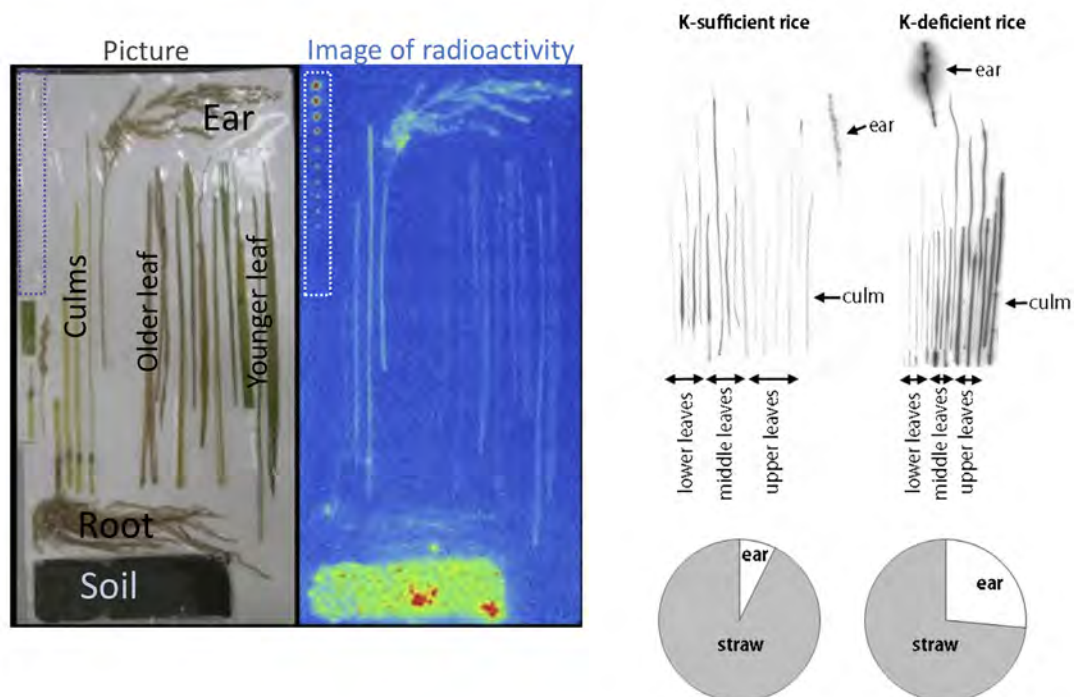 Picture
Image of radioactivity
Ear
Culms
Older leaf
Younger leaf
Root
Soil
K-sufficient rice
K-deficient rice
ear
ear
culm
culm
lower leaves
middle leaves
upper leaves
lower leaves
middle leaves
upper leaves
ear
straw
ear
straw